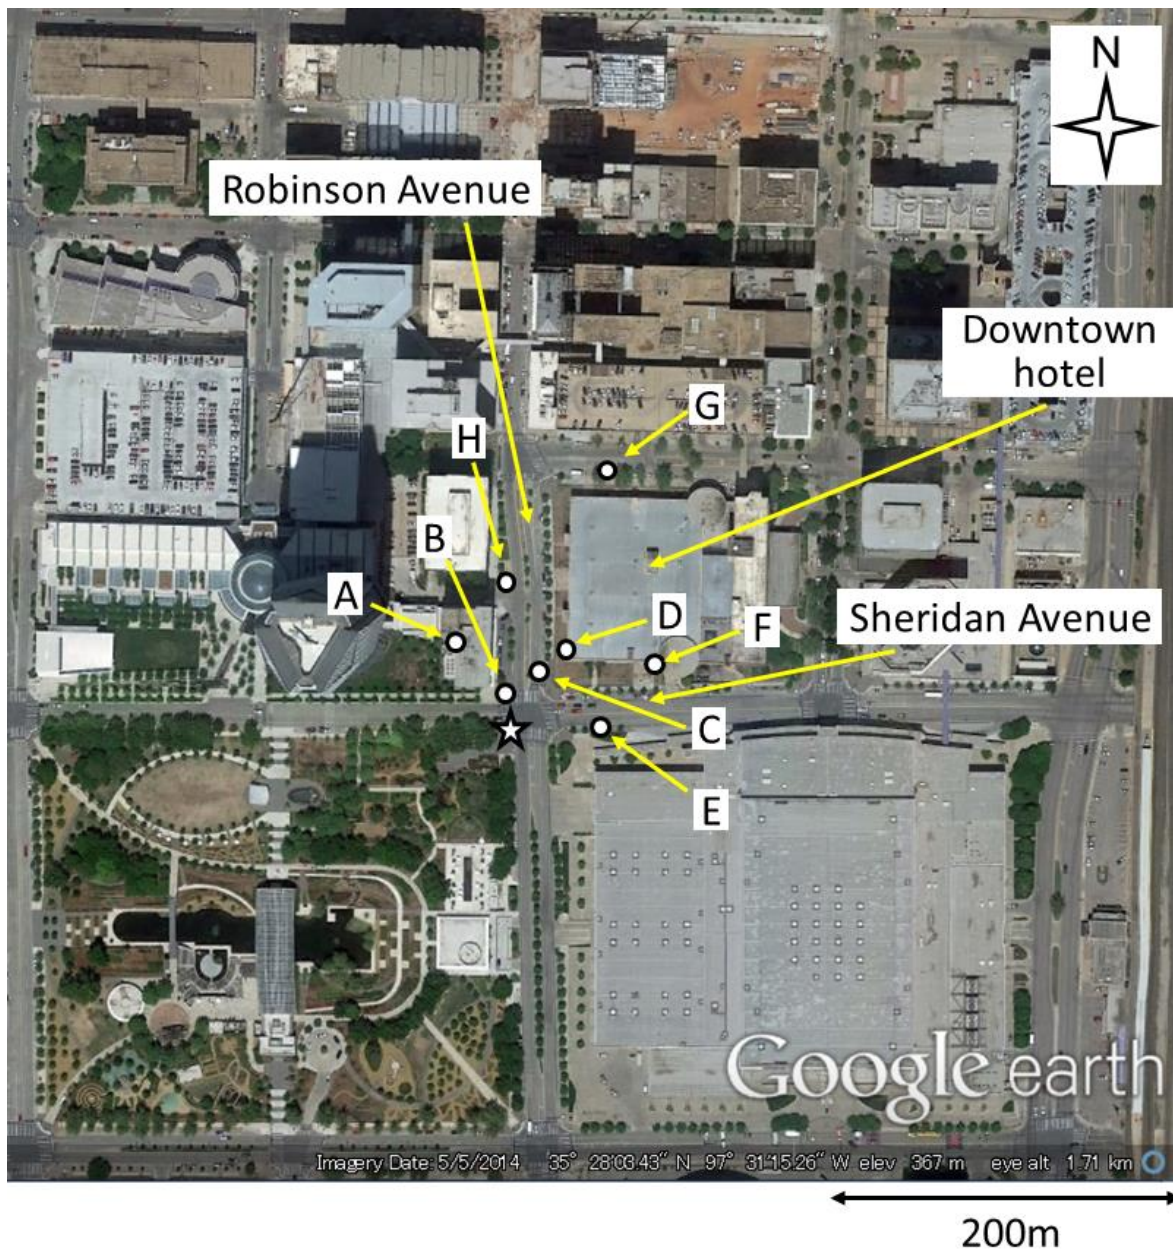 N
Robinson Avenue
Downtown
hotel
G
H
B
A
D
F
Sheridan Avenue
C
E
Google earth
Imagery Date: 5/5/2014 35° 28'03.43" N 97° 31'15.26" W elev 367 m eye alt 1.71 km
200m